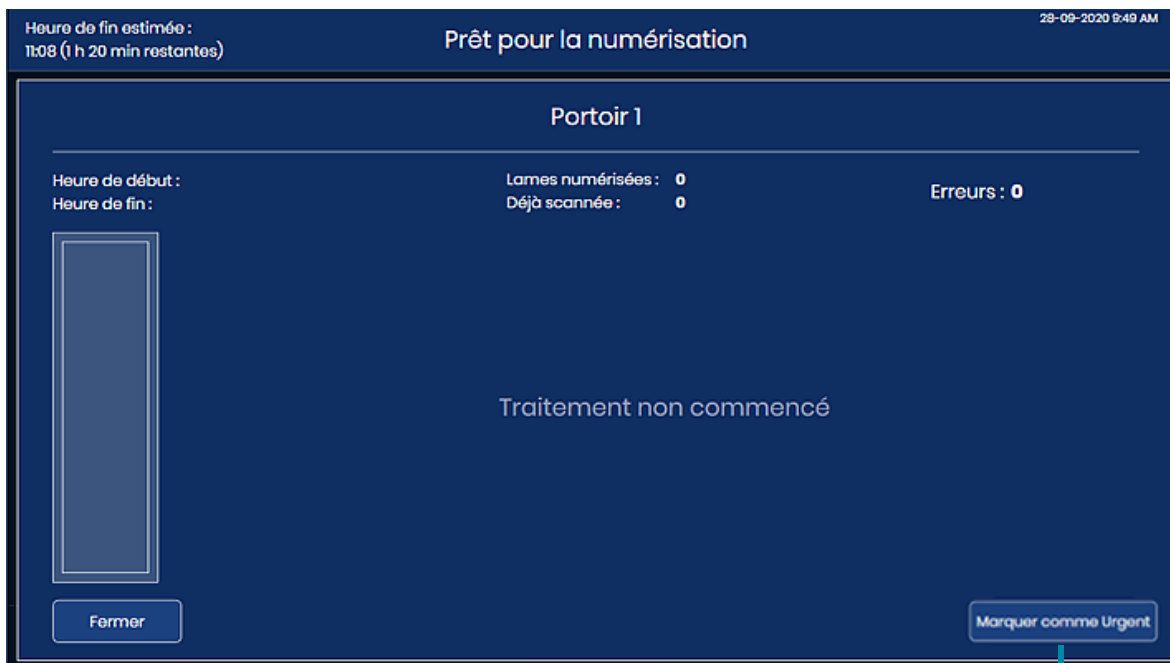 Heure de fin estimée :
11:08 (1 h 20 min restantes)
Prêt pour la numérisation
28-09-2020 9:49 AM
Portoir 1
Heure de début :
Heure de fin :
Lames numérisées : 0
Déjà scannée : 0
Erreurs : 0
Traitement non commencé
Fermer
Marquer comme Urgent